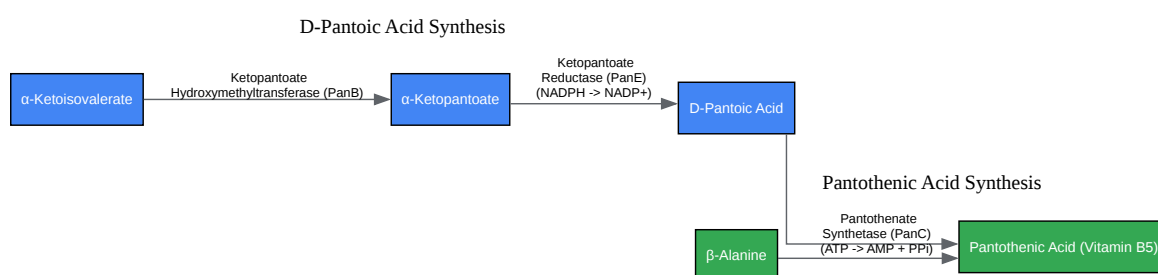 D-Pantoic Acid Synthesis
α-Ketoisovalerate
Ketopantoate
Hydroxymethyltransferase (PanB)
α-Ketopantoate
Ketopantoate
Reductase (PanE)
(NADPH -> NADP+)
D-Pantoic Acid
Pantothenic Acid Synthesis
β-Alanine
Pantothenate
Synthetase (PanC)
(ATP -> AMP + PPi)
Pantothenic Acid (Vitamin B5)